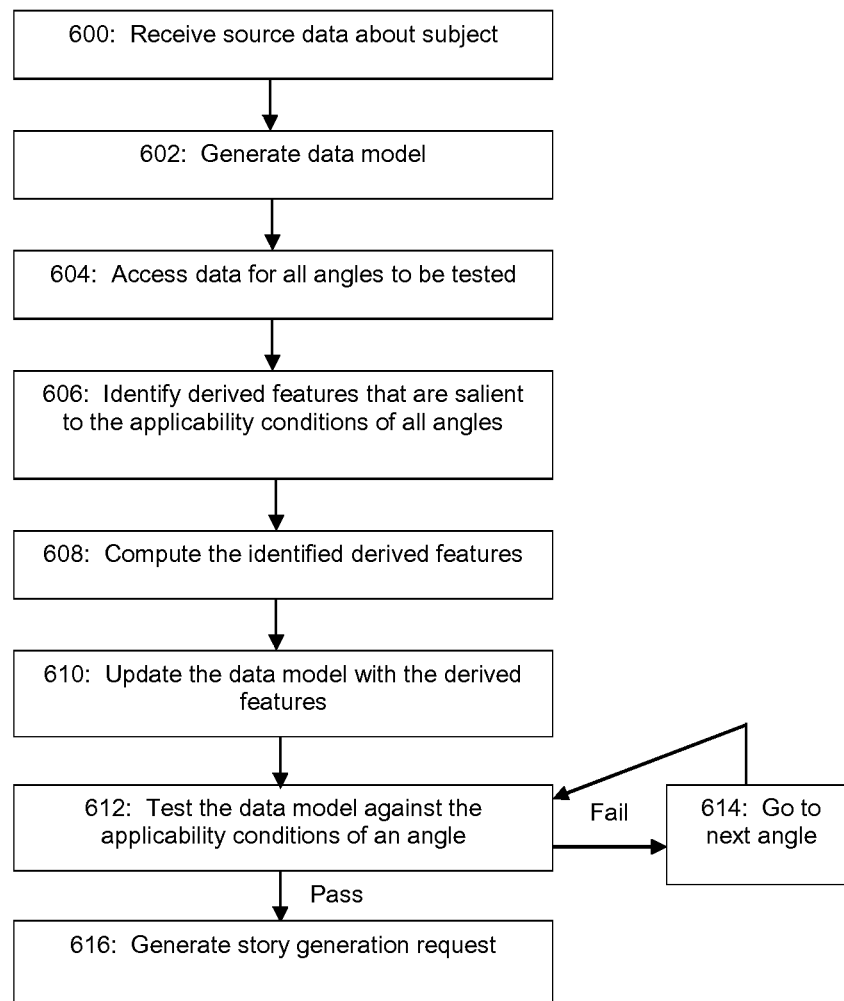 600: Receive source data about subject
602: Generate data model
604: Access data for all angles to be tested
606: Identify derived features that are salient
to the applicability conditions of all angles
608: Compute the identified derived features
610: Update the data model with the derived
features
612: Test the data model against the
applicability conditions of an angle
Fail
614: Go to
next angle
Pass
616: Generate story generation request